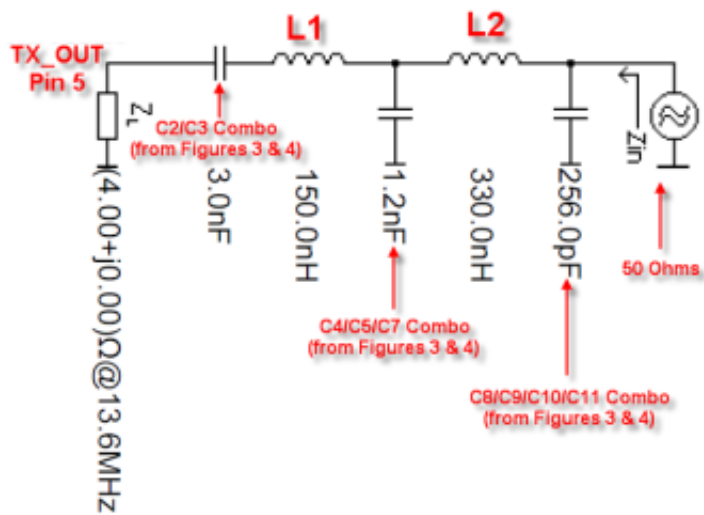 L1
L2
TX_OUT
Pin 5
ZL
C2/C3 Combo
(from Figures 3 & 4)
Zin
(4.00+j0.00)Ω@13.6MHz
3.0nF
150.0nH
1.2nF
330.0nH
256.0pF
50 Ohms
C4/C5/C7 Combo
(from Figures 3 & 4)
C8/C9/C10/C11 Combo
(from Figures 3 & 4)